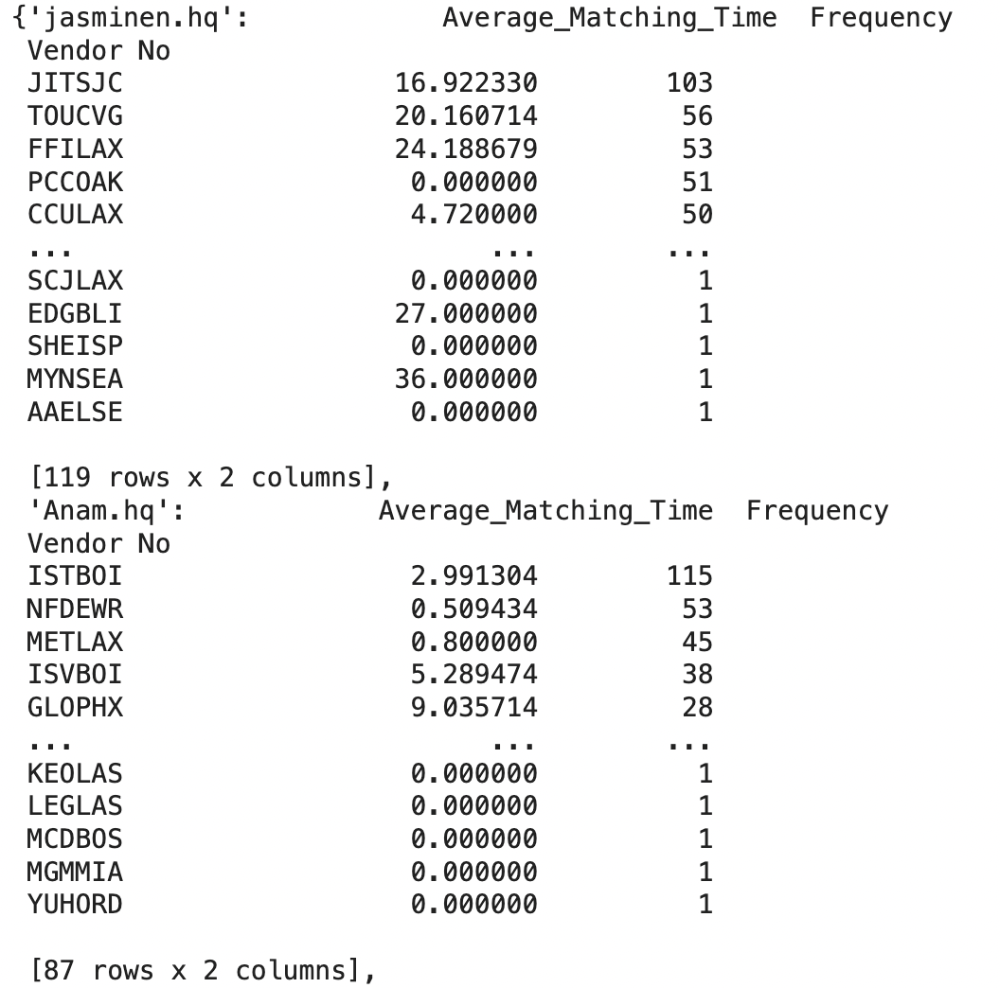 {'jasminen.hq':            Average_Matching_Time  Frequency
Vendor No
JITSJC                 16.922330        103
TOUCVG                 20.160714         56
FFILAX                 24.188679         53
PCCOAK                  0.000000         51
CCULAX                  4.720000         50
...                          ...        ...
SCJLAX                  0.000000          1
EDGBLI                 27.000000          1
SHEISP                  0.000000          1
MYNSEA                 36.000000          1
AAELSE                  0.000000          1
[119 rows x 2 columns],
'Anam.hq':            Average_Matching_Time  Frequency
Vendor No
ISTBOI                  2.991304        115
NFDEWR                  0.509434         53
METLAX                  0.800000         45
ISVBOI                  5.289474         38
GLOPHX                  9.035714         28
...                          ...        ...
KEOLAS                  0.000000          1
LEGLAS                  0.000000          1
MCDBOS                  0.000000          1
MGMMIA                  0.000000          1
YUHORD                  0.000000          1
[87 rows x 2 columns],